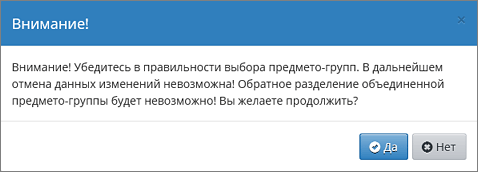 Внимание!
Внимание! Убедитесь в правильности выбора предмето-групп. В дальнейшем
отмена данных изменений невозможна! Обратное разделение объединенной
предмето-группы будет невозможно! Вы желаете продолжить?
Да Нет